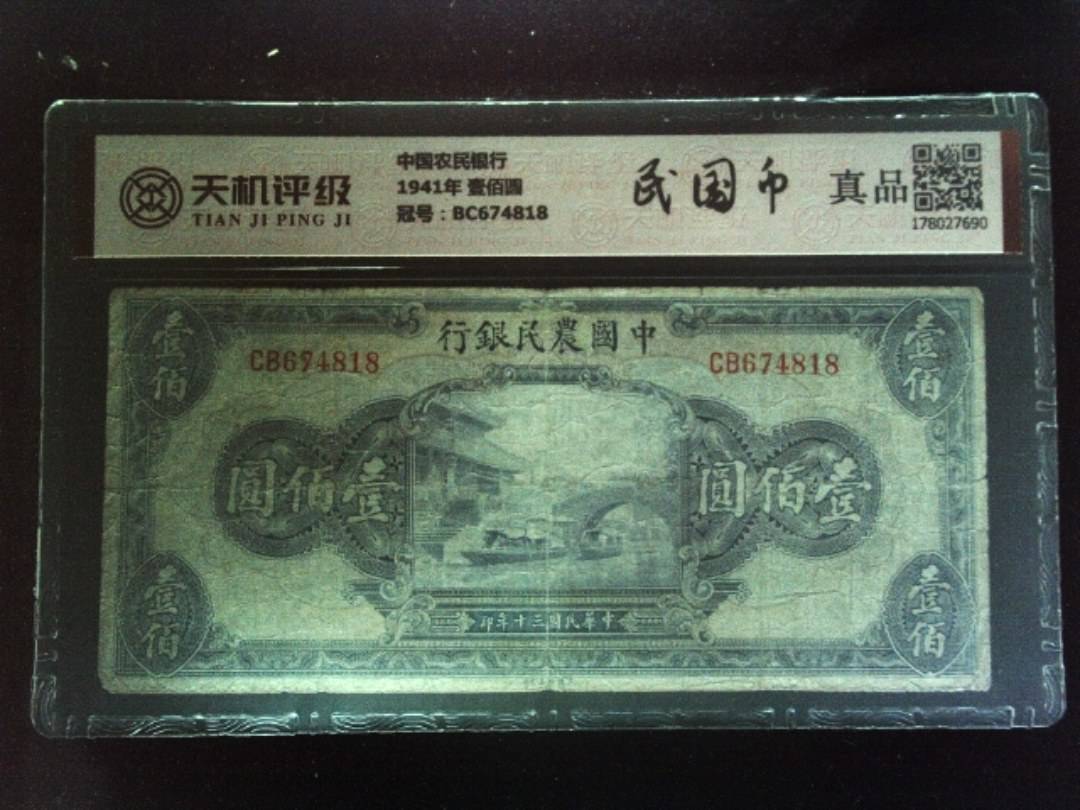 天机评级
TIAN JI PING JI
中国农民银行
1941年 壹佰圆
冠号：BC674818
民国币
真品
178027690
行銀民農國中
CB674818
CB674818
壹佰
壹佰
圓佰壹
圓佰壹
印年十三國民華中
壹佰
壹佰